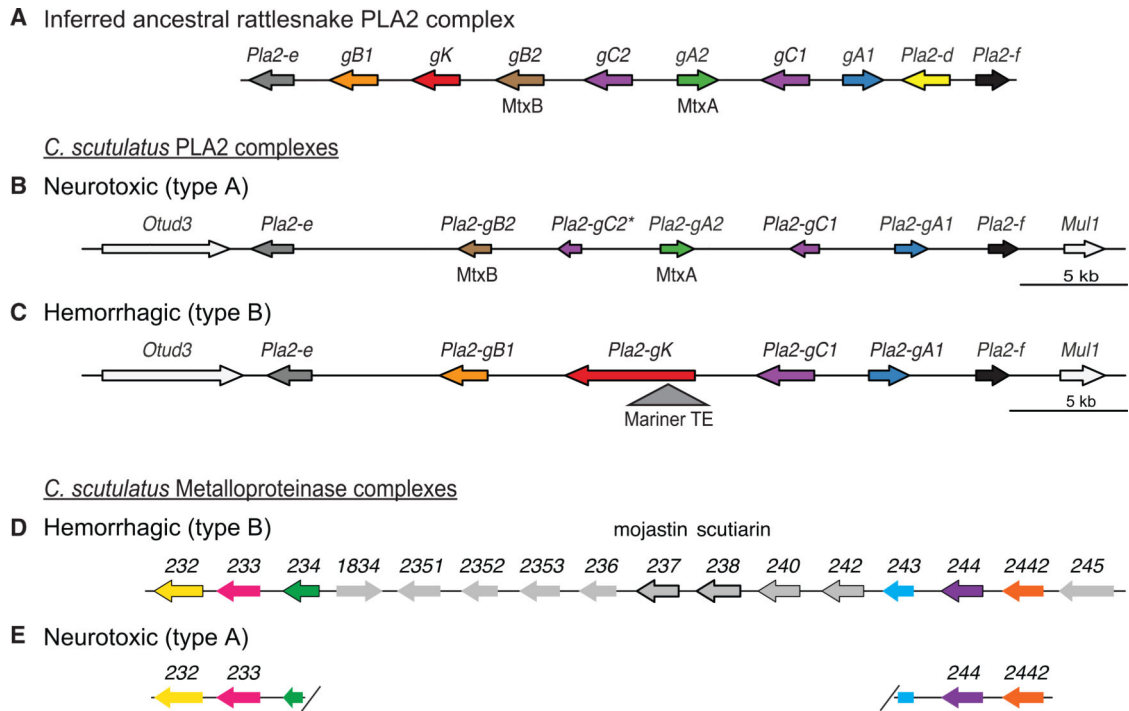 A Inferred ancestral rattlesnake PLA2 complex
Pla2-e gB1 gK gB2 gC2 gA2 gC1 gA1 Pla2-d Pla2-f
MtxB MtxA
C. scutulatus PLA2 complexes
B Neurotoxic (type A)
Otud3 Pla2-e Pla2-gB2 Pla2-gC2* Pla2-gA2 Pla2-gC1 Pla2-gA1 Pla2-f Mul1
MtxB MtxA
5 kb
C Hemorrhagic (type B)
Otud3 Pla2-e Pla2-gB1 Pla2-gK Pla2-gC1 Pla2-gA1 Pla2-f Mul1
5 kb
Mariner TE
C. scutulatus Metalloproteinase complexes
D Hemorrhagic (type B)
mojastin scutiarin
232 233 234 1834 2351 2352 2353 236 237 238 240 242 243 244 2442 245
E Neurotoxic (type A)
232 233 244 2442